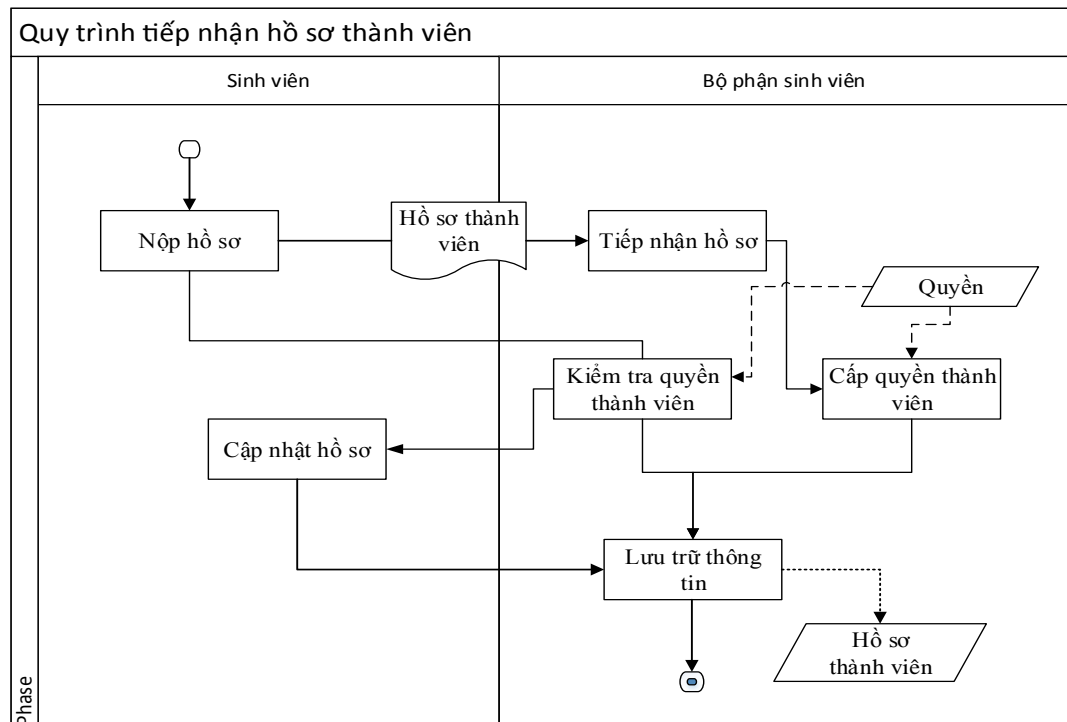 Quy trình tiếp nhận hồ sơ thành viên
Sinh viên
Bộ phận sinh viên
Nộp hồ sơ
Hồ sơ thành
viên
Tiếp nhận hồ sơ
Quyền
Kiểm tra quyền
thành viên
Cấp quyền thành
viên
Cập nhật hồ sơ
Lưu trữ thông
tin
Hồ sơ
thành viên
Phase